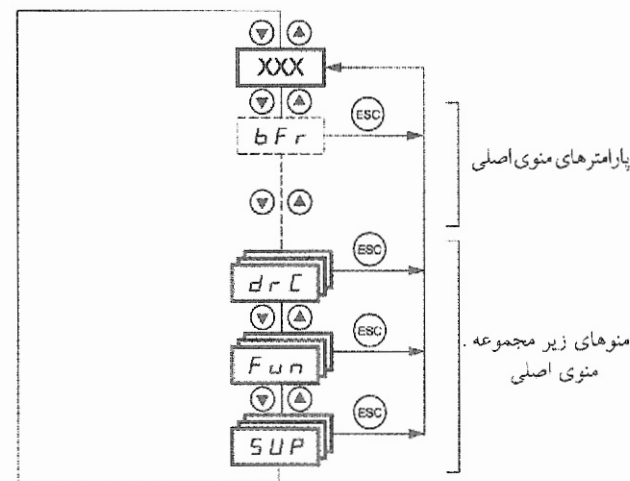 XXX
ESC
bFr
پارامترهای منوی اصلی
ESC
drC
ESC
Fun
منوهای زیر مجموعه .
منوی اصلی
ESC
SUP